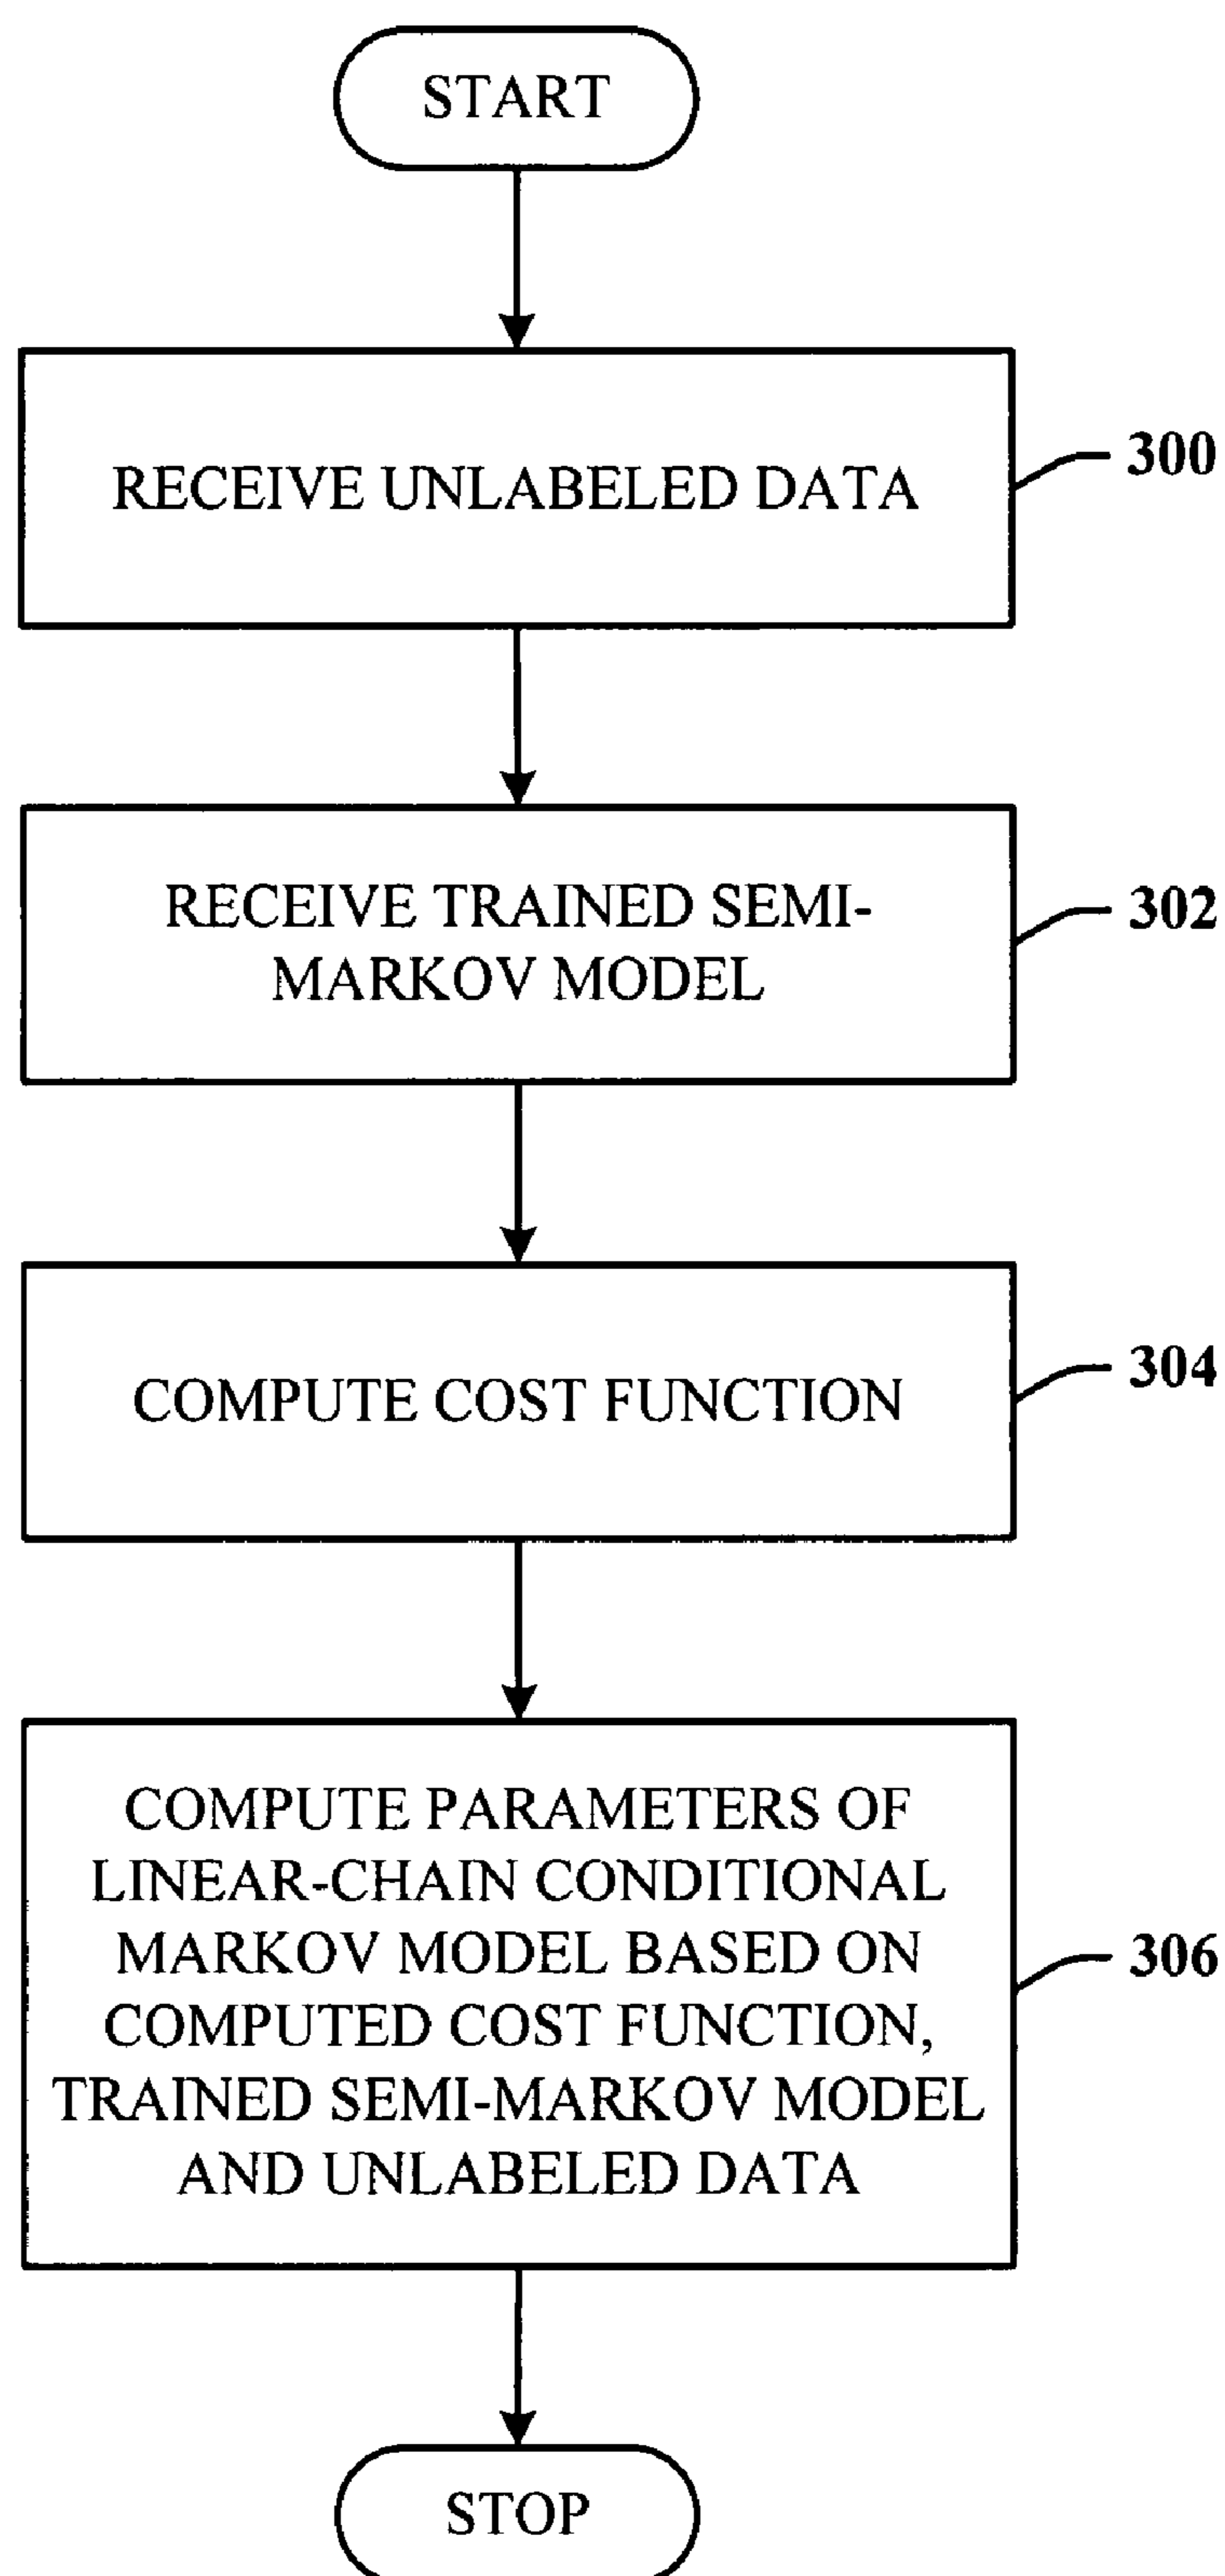 START
RECEIVE UNLABELED DATA
300
RECEIVE TRAINED SEMI-
MARKOV MODEL
302
COMPUTE COST FUNCTION
304
COMPUTE PARAMETERS OF
LINEAR-CHAIN CONDITIONAL
MARKOV MODEL BASED ON
COMPUTED COST FUNCTION,
TRAINED SEMI-MARKOV MODEL
AND UNLABELED DATA
306
STOP